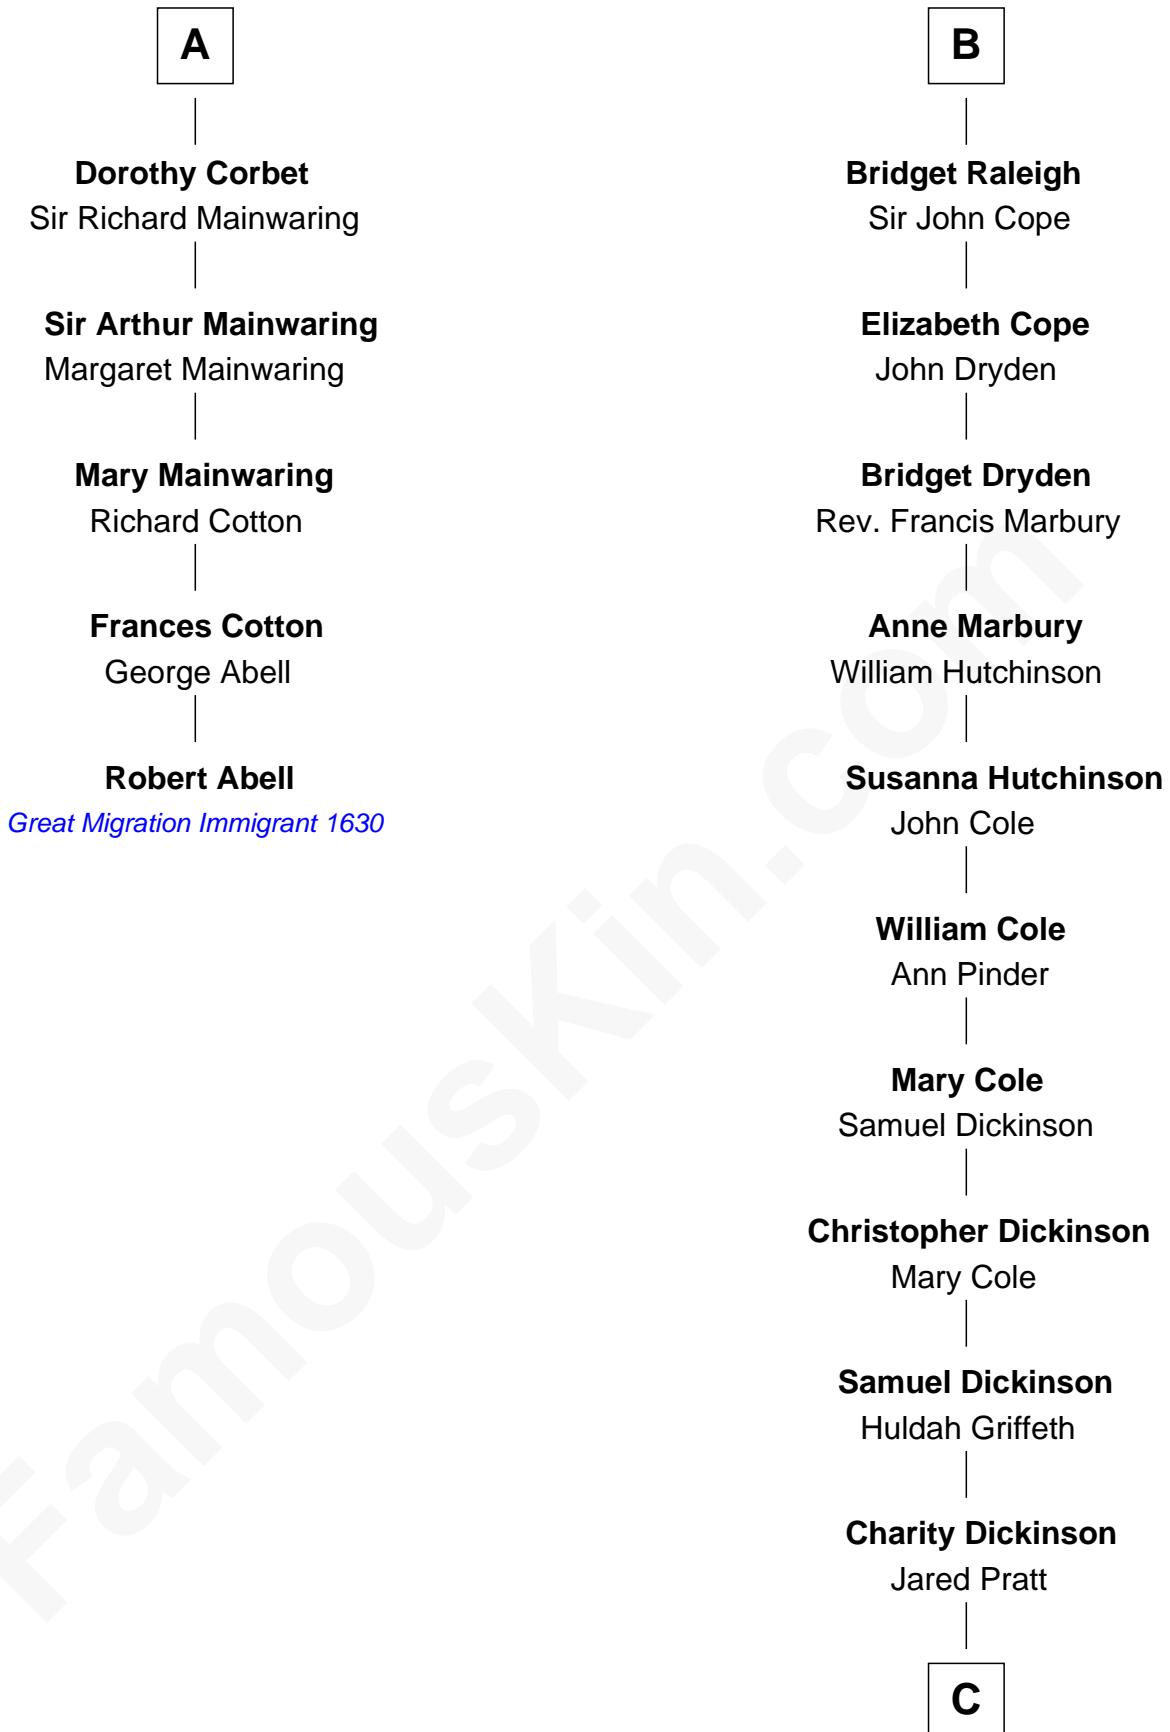 A
Dorothy Corbet
Sir Richard Mainwaring
Sir Arthur Mainwaring
Margaret Mainwaring
Mary Mainwaring
Richard Cotton
Frances Cotton
George Abell
Robert Abell
Great Migration Immigrant 1630
B
Bridget Raleigh
Sir John Cope
Elizabeth Cope
John Dryden
Bridget Dryden
Rev. Francis Marbury
Anne Marbury
William Hutchinson
Susanna Hutchinson
John Cole
William Cole
Ann Pinder
Mary Cole
Samuel Dickinson
Christopher Dickinson
Mary Cole
Samuel Dickinson
Huldah Griffeth
Charity Dickinson
Jared Pratt
C
FamousKin.com